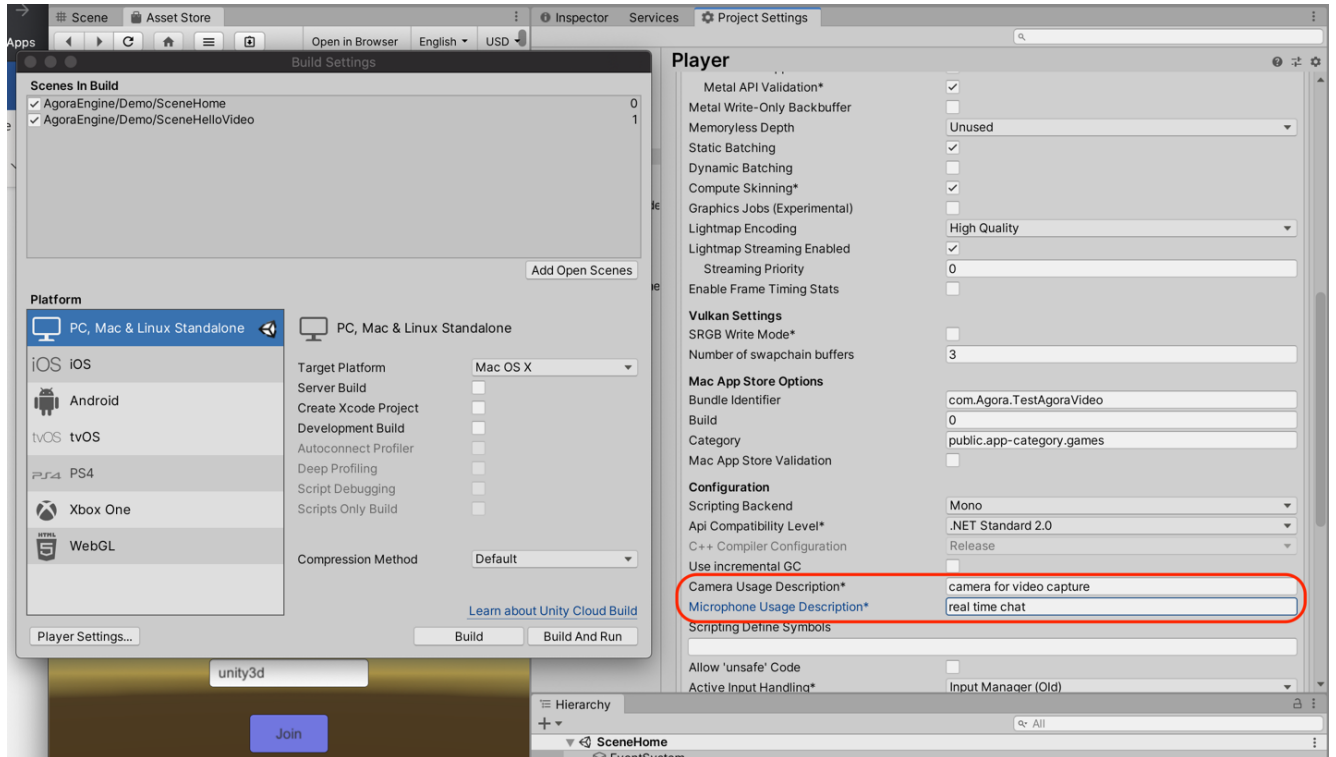 Scene Asset Store
Inspector Services Project Settings
Apps
Open in Browser English USD
Build Settings
Scenes In Build
AgoraEngine/Demo/SceneHome 0
AgoraEngine/Demo/SceneHelloVideo 1
Add Open Scenes
Platform
PC, Mac & Linux Standalone
iOS iOS
Android
tvOS tvOS
PS4 PS4
Xbox One
HTML 5 WebGL
PC, Mac & Linux Standalone
Target Platform Mac OS X
Server Build
Create Xcode Project
Development Build
Autoconnect Profiler
Deep Profiling
Script Debugging
Scripts Only Build
Compression Method Default
Learn about Unity Cloud Build
Player Settings... Build Build And Run
unity3d
Join
Player
Metal API Validation*
Metal Write-Only Backbuffer
Memoryless Depth Unused
Static Batching
Dynamic Batching
Compute Skinning*
Graphics Jobs (Experimental)
Lightmap Encoding High Quality
Lightmap Streaming Enabled
Streaming Priority 0
Enable Frame Timing Stats
Vulkan Settings
SRGB Write Mode*
Number of swapchain buffers 3
Mac App Store Options
Bundle Identifier com.Agora.TestAgoraVideo
Build 0
Category public.app-category.games
Mac App Store Validation
Configuration
Scripting Backend Mono
Api Compatibility Level* .NET Standard 2.0
C++ Compiler Configuration Release
Use incremental GC
Camera Usage Description* camera for video capture
Microphone Usage Description* real time chat
Scripting Define Symbols
Allow 'unsafe' Code
Active Input Handling* Input Manager (Old)
Hierarchy
All
SceneHome
EventSystem